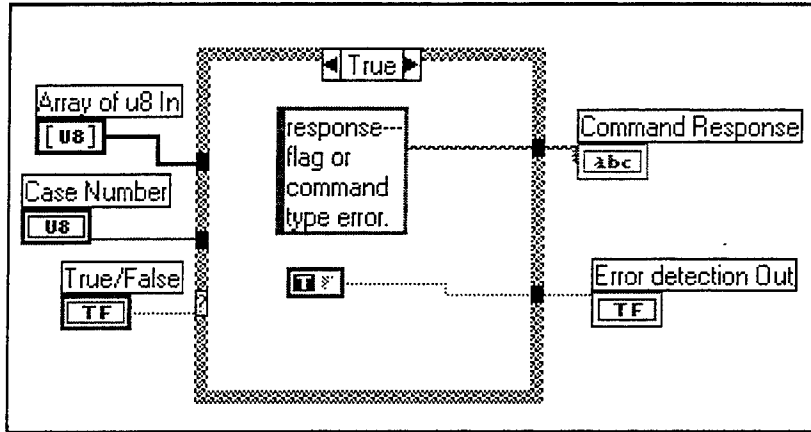 True
Array of u8 In
[U8]
response---
flag or
command
type error.
Command Response
abc
Case Number
U8
True/False
TF
?
T
Error detection Out
TF